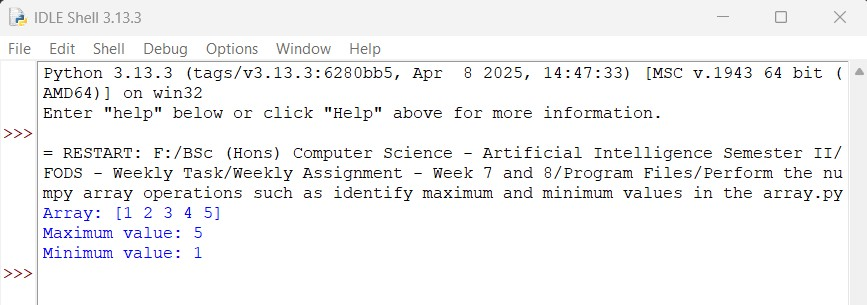 IDLE Shell 3.13.3
File Edit Shell Debug Options Window Help
Python 3.13.3 (tags/v3.13.3:6280bb5, Apr  8 2025, 14:47:33) [MSC v.1943 64 bit (
AMD64)] on win32
Enter "help" below or click "Help" above for more information.
>>>
= RESTART: F:/BSc (Hons) Computer Science - Artificial Intelligence Semester II/
FODS - Weekly Task/Weekly Assignment - Week 7 and 8/Program Files/Perform the nu
mpy array operations such as identify maximum and minimum values in the array.py
Array: [1 2 3 4 5]
Maximum value: 5
Minimum value: 1
>>>